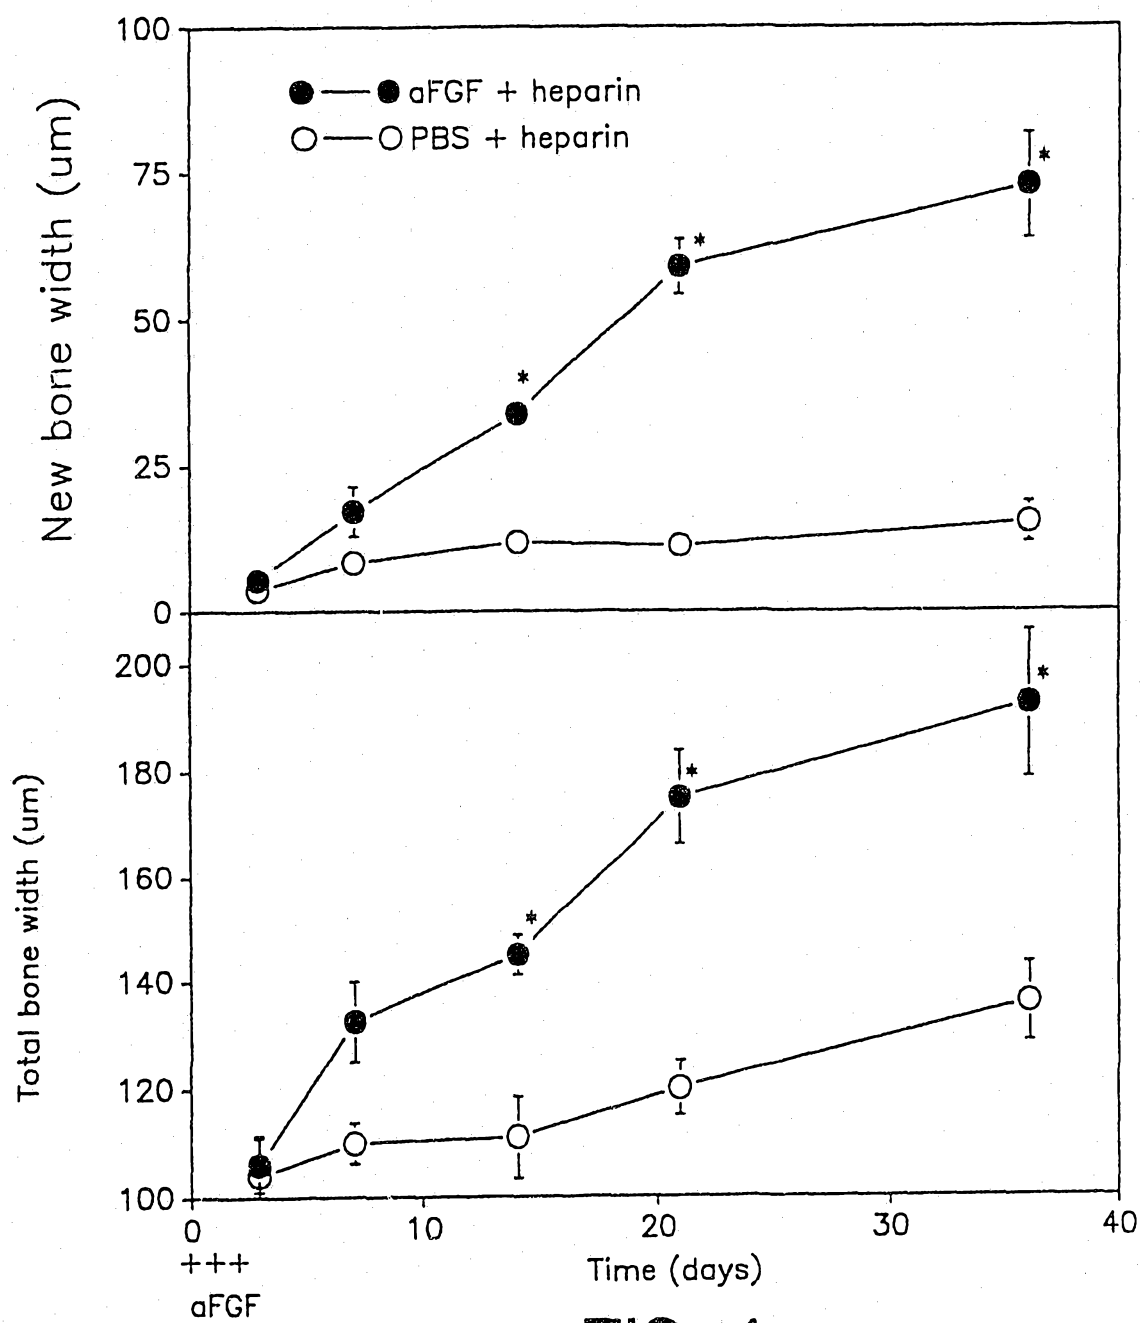 100
aFGF + heparin
PBS + heparin
75
50
25
0
New bone width (um)
*
*
*
200
180
160
140
120
100
Total bone width (um)
*
*
*
0 10 20 30 40
+++
aFGF
Time (days)